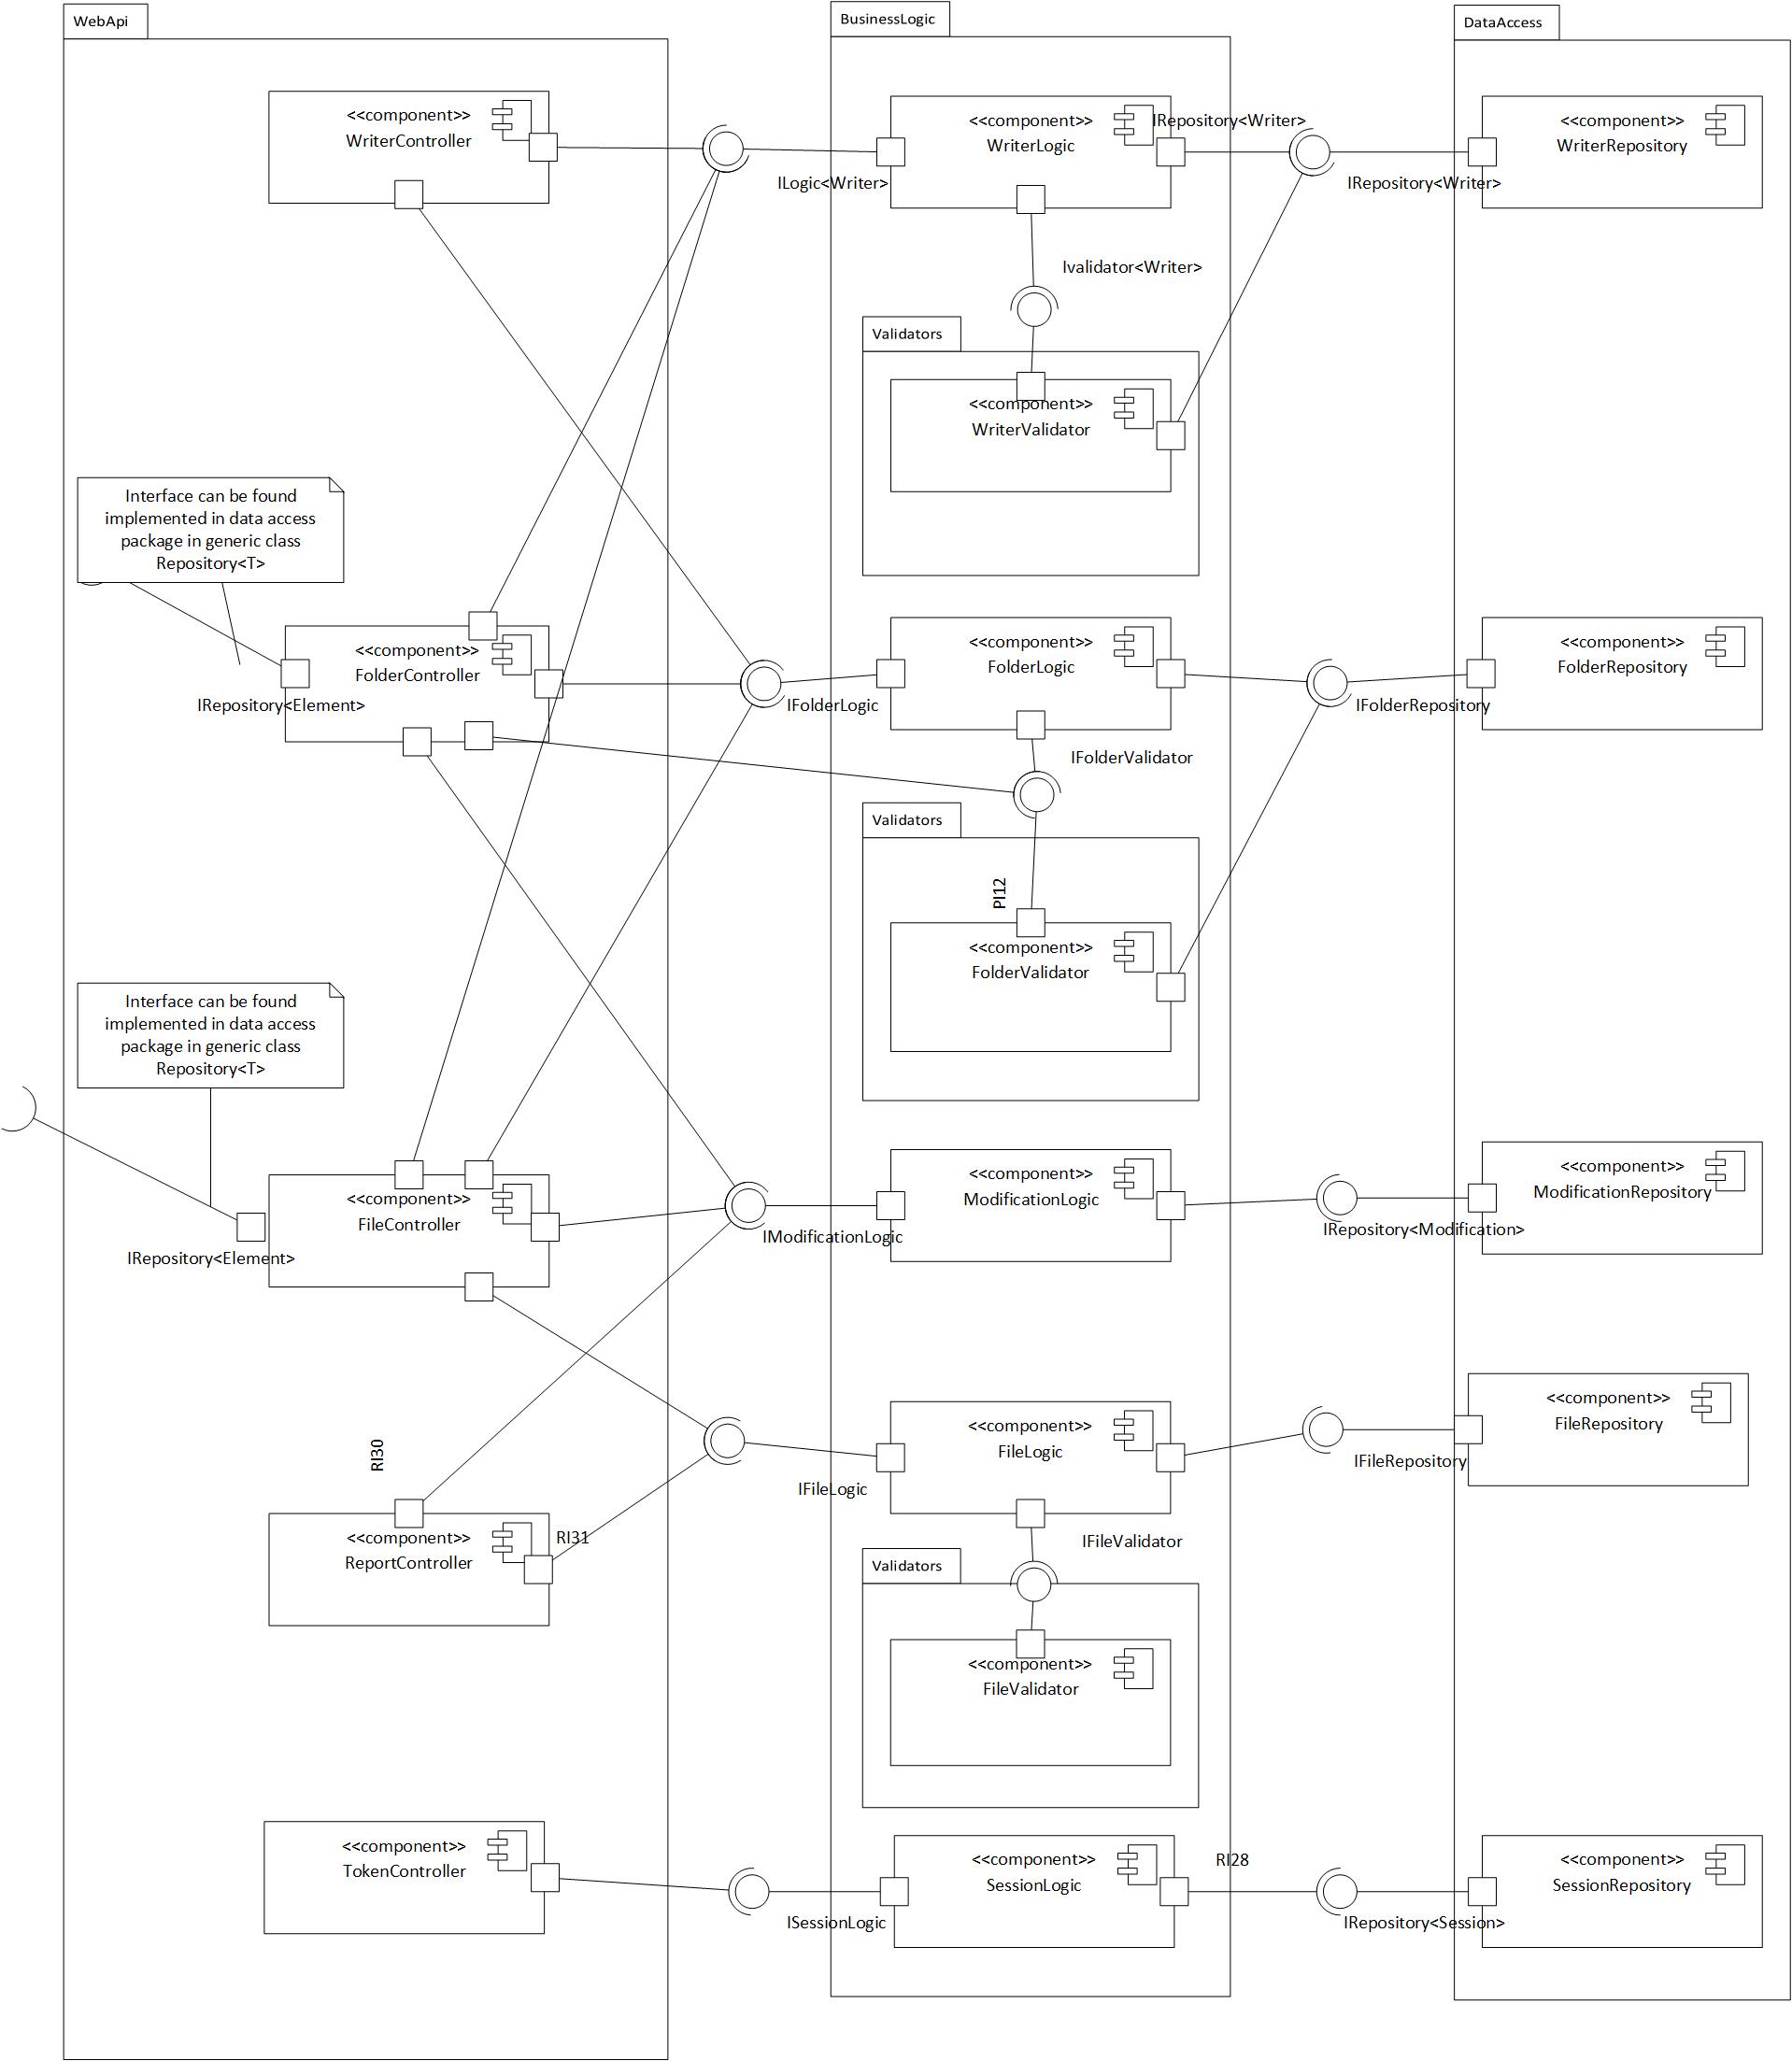 WebApi
BusinessLogic
DataAccess
<<component>>
WriterController
<<component>>
WriterLogic
IRepository<Writer>
<<component>>
WriterRepository
ILogic<Writer>
IRepository<Writer>
Ivalidator<Writer>
Validators
<<component>>
WriterValidator
Interface can be found
implemented in data access
package in generic class
Repository<T>
<<component>>
FolderController
<<component>>
FolderLogic
<<component>>
FolderRepository
IRepository<Element>
IFolderLogic
IFolderRepository
IFolderValidator
Validators
PI12
<<component>>
FolderValidator
Interface can be found
implemented in data access
package in generic class
Repository<T>
<<component>>
FileController
<<component>>
ModificationLogic
<<component>>
ModificationRepository
IRepository<Element>
IModificationLogic
IRepository<Modification>
<<component>>
FileLogic
<<component>>
FileRepository
RI30
IFileLogic
IFileRepository
<<component>>
ReportController
RI31
IFileValidator
Validators
<<component>>
FileValidator
<<component>>
TokenController
<<component>>
SessionLogic
RI28
<<component>>
SessionRepository
ISessionLogic
IRepository<Session>